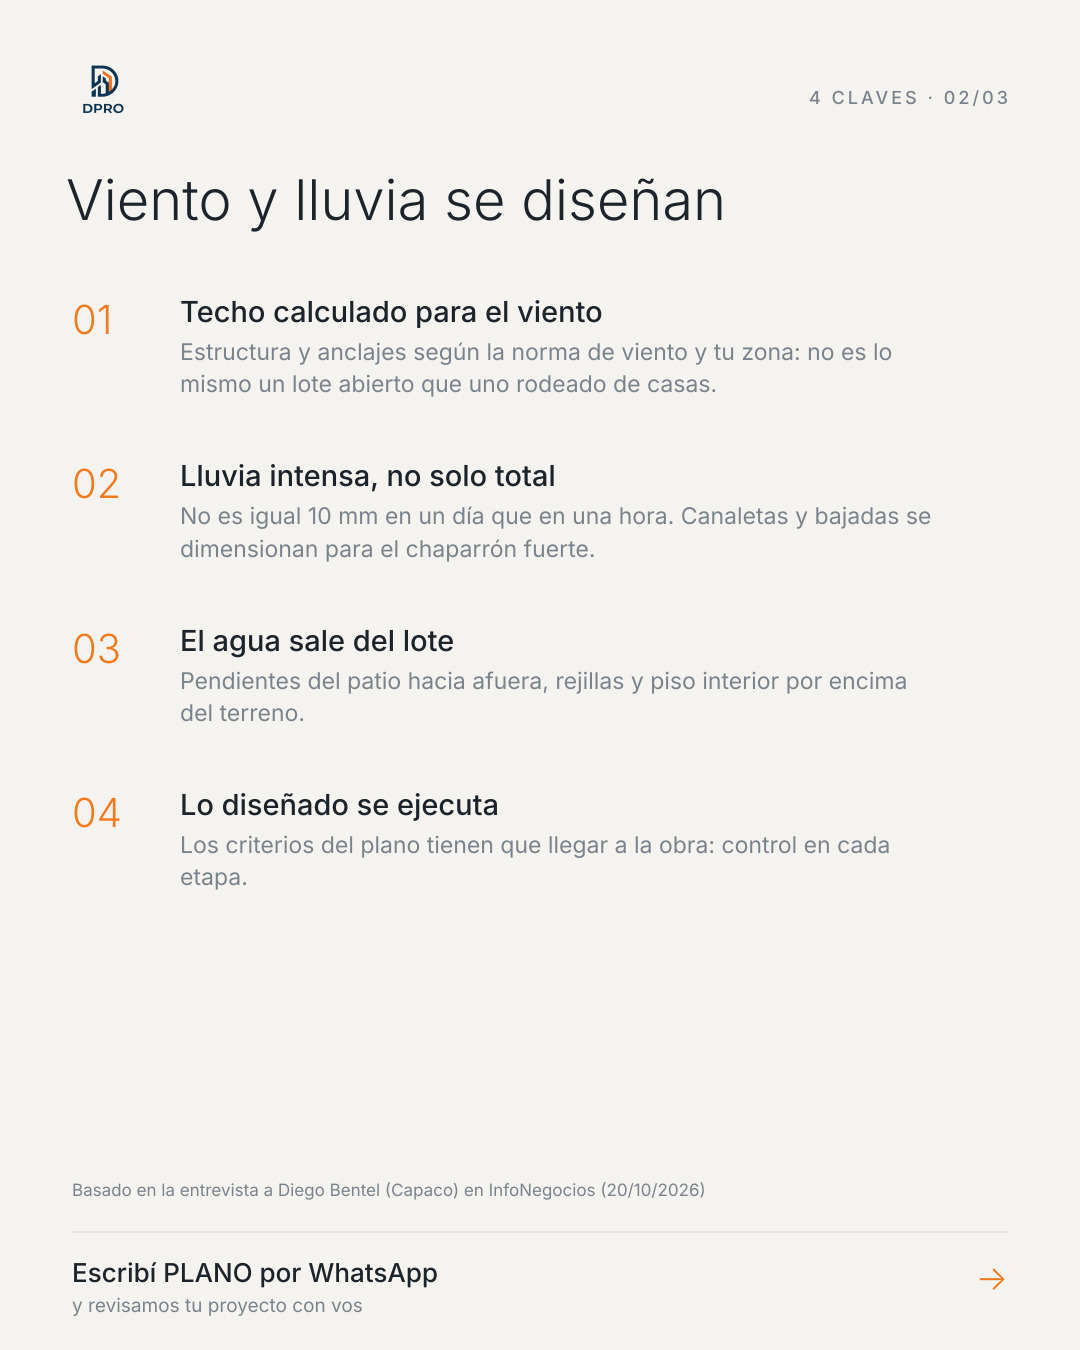 DPRO
4 CLAVES · 02/03
Viento y lluvia se diseñan
01
Techo calculado para el viento
Estructura y anclajes según la norma de viento y tu zona: no es lo
mismo un lote abierto que uno rodeado de casas.
02
Lluvia intensa, no solo total
No es igual 10 mm en un día que en una hora. Canaletas y bajadas se
dimensionan para el chaparrón fuerte.
03
El agua sale del lote
Pendientes del patio hacia afuera, rejillas y piso interior por encima
del terreno.
04
Lo diseñado se ejecuta
Los criterios del plano tienen que llegar a la obra: control en cada
etapa.
Basado en la entrevista a Diego Bentel (Capaco) en InfoNegocios (20/10/2026)
Escribí PLANO por WhatsApp
y revisamos tu proyecto con vos